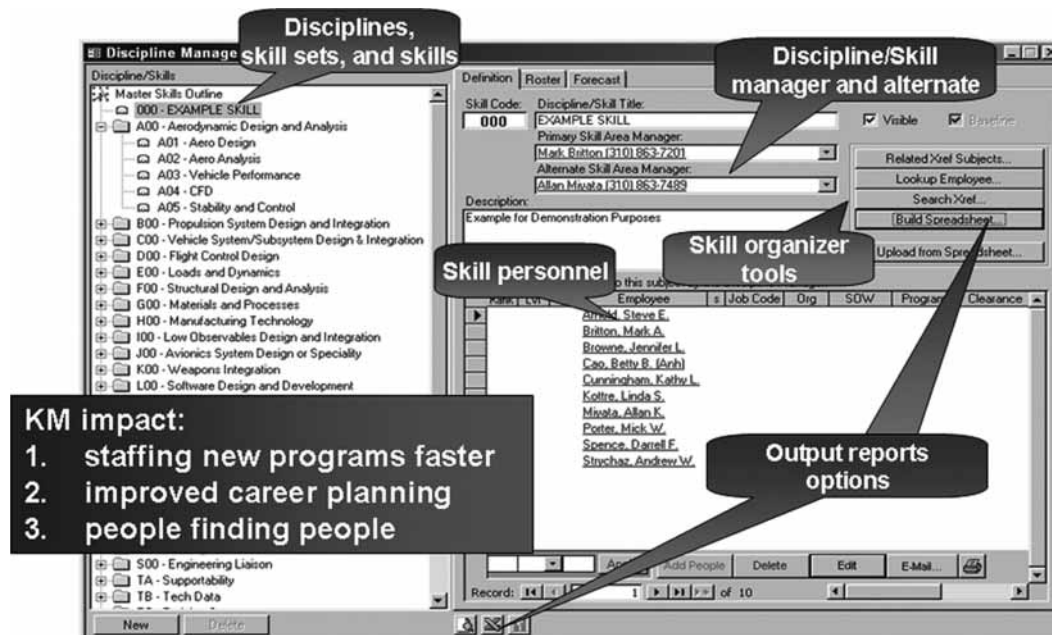 Disciplines,
skill sets, and skills
Discipline Manage
Discipline/Skill
manager and alternate
Discipline/Skills
Master Skills Outline
000 - EXAMPLE SKILL
A00 - Aerodynamic Design and Analysis
A01 - Aero Design
A02 - Aero Analysis
A03 - Vehicle Performance
A04 - CFD
A05 - Stability and Control
B00 - Propulsion System Design and Integration
C00 - Vehicle System/Subsystem Design & Integration
D00 - Flight Control Design
E00 - Loads and Dynamics
F00 - Structural Design and Analysis
G00 - Materials and Processes
H00 - Manufacturing Technology
I00 - Low Observables Design and Integration
J00 - Avionics System Design or Speciality
K00 - Weapons Integration
L00 - Software Design and Development
KM impact:
1. staffing new programs faster
2. improved career planning
3. people finding people
S00 - Engineering Liaison
TA - Supportability
TB - Tech Data
New Delete
Definition Roster Forecast
Skill Code: Discipline/Skill Title:
000 EXAMPLE SKILL
Visible Baseline
Primary Skill Area Manager:
Mark Britton (310) 863-7201
Alternate Skill Area Manager:
Allan Miyata (310) 863-7489
Description:
Example for Demonstration Purposes
Related Xref Subjects...
Lookup Employee...
Search Xref...
Build Spreadsheet...
Upload from Spreadsheet...
Skill organizer
tools
Skill personnel
to this subject
Rank Lvl Employee s Job Code Org SOW Program Clearance
Arnold, Steve E.
Britton, Mark A.
Browne, Jennifer L.
Cao, Betty B. (Anh)
Cunningham, Kathy L.
Kottre, Linda S.
Miyata, Allan K.
Porter, Mick W.
Spence, Darrell F.
Strychaz, Andrew W.
Output reports
options
Add People Delete Edit E-Mail...
Record: 1 of 10